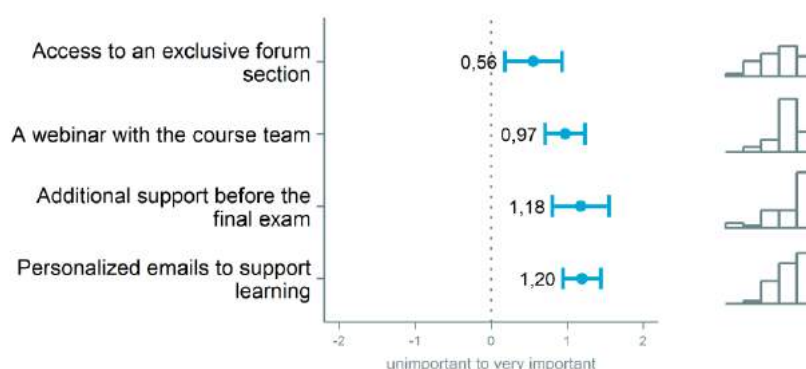 Access to an exclusive forum
section
0,56
A webinar with the course team
0,97
Additional support before the
final exam
1,18
Personalized emails to support
learning
1,20
-2 -1 0 1 2
unimportant to very important